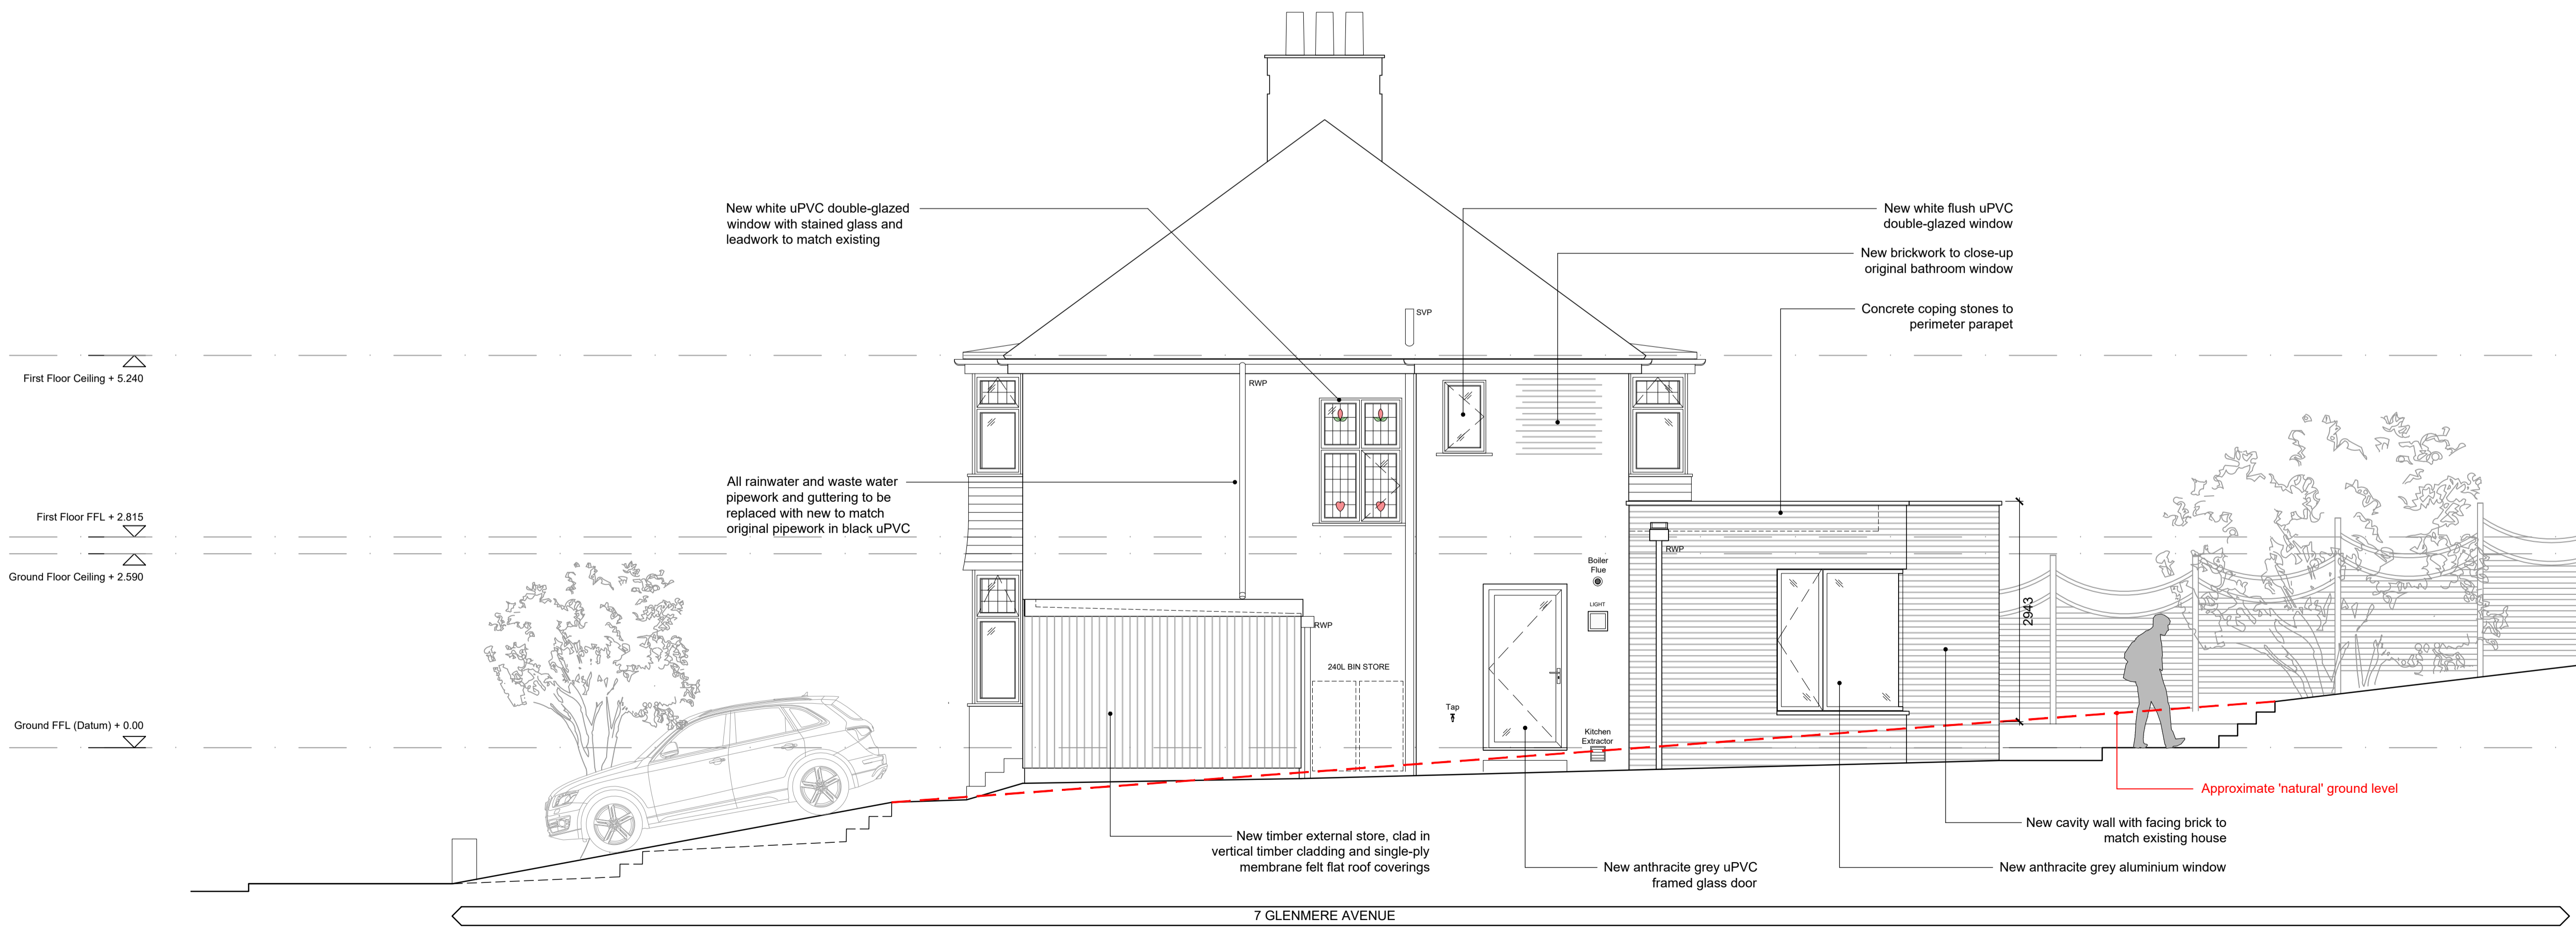 New white uPVC double-glazed
window with stained glass and
leadwork to match existing
New white flush uPVC
double-glazed window
New brickwork to close-up
original bathroom window
Concrete coping stones to
perimeter parapet
SVP
First Floor Ceiling + 5.240
RWP
All rainwater and waste water
pipework and guttering to be
replaced with new to match
original pipework in black uPVC
First Floor FFL + 2.815
Ground Floor Ceiling + 2.590
RWP
Boiler
Flue
LIGHT
2943
RWP
240L BIN STORE
Tap
Kitchen
Extractor
Ground FFL (Datum) + 0.00
Approximate 'natural' ground level
New timber external store, clad in
vertical timber cladding and single-ply
membrane felt flat roof coverings
New cavity wall with facing brick to
match existing house
New anthracite grey uPVC
framed glass door
New anthracite grey aluminium window
7 GLENMERE AVENUE